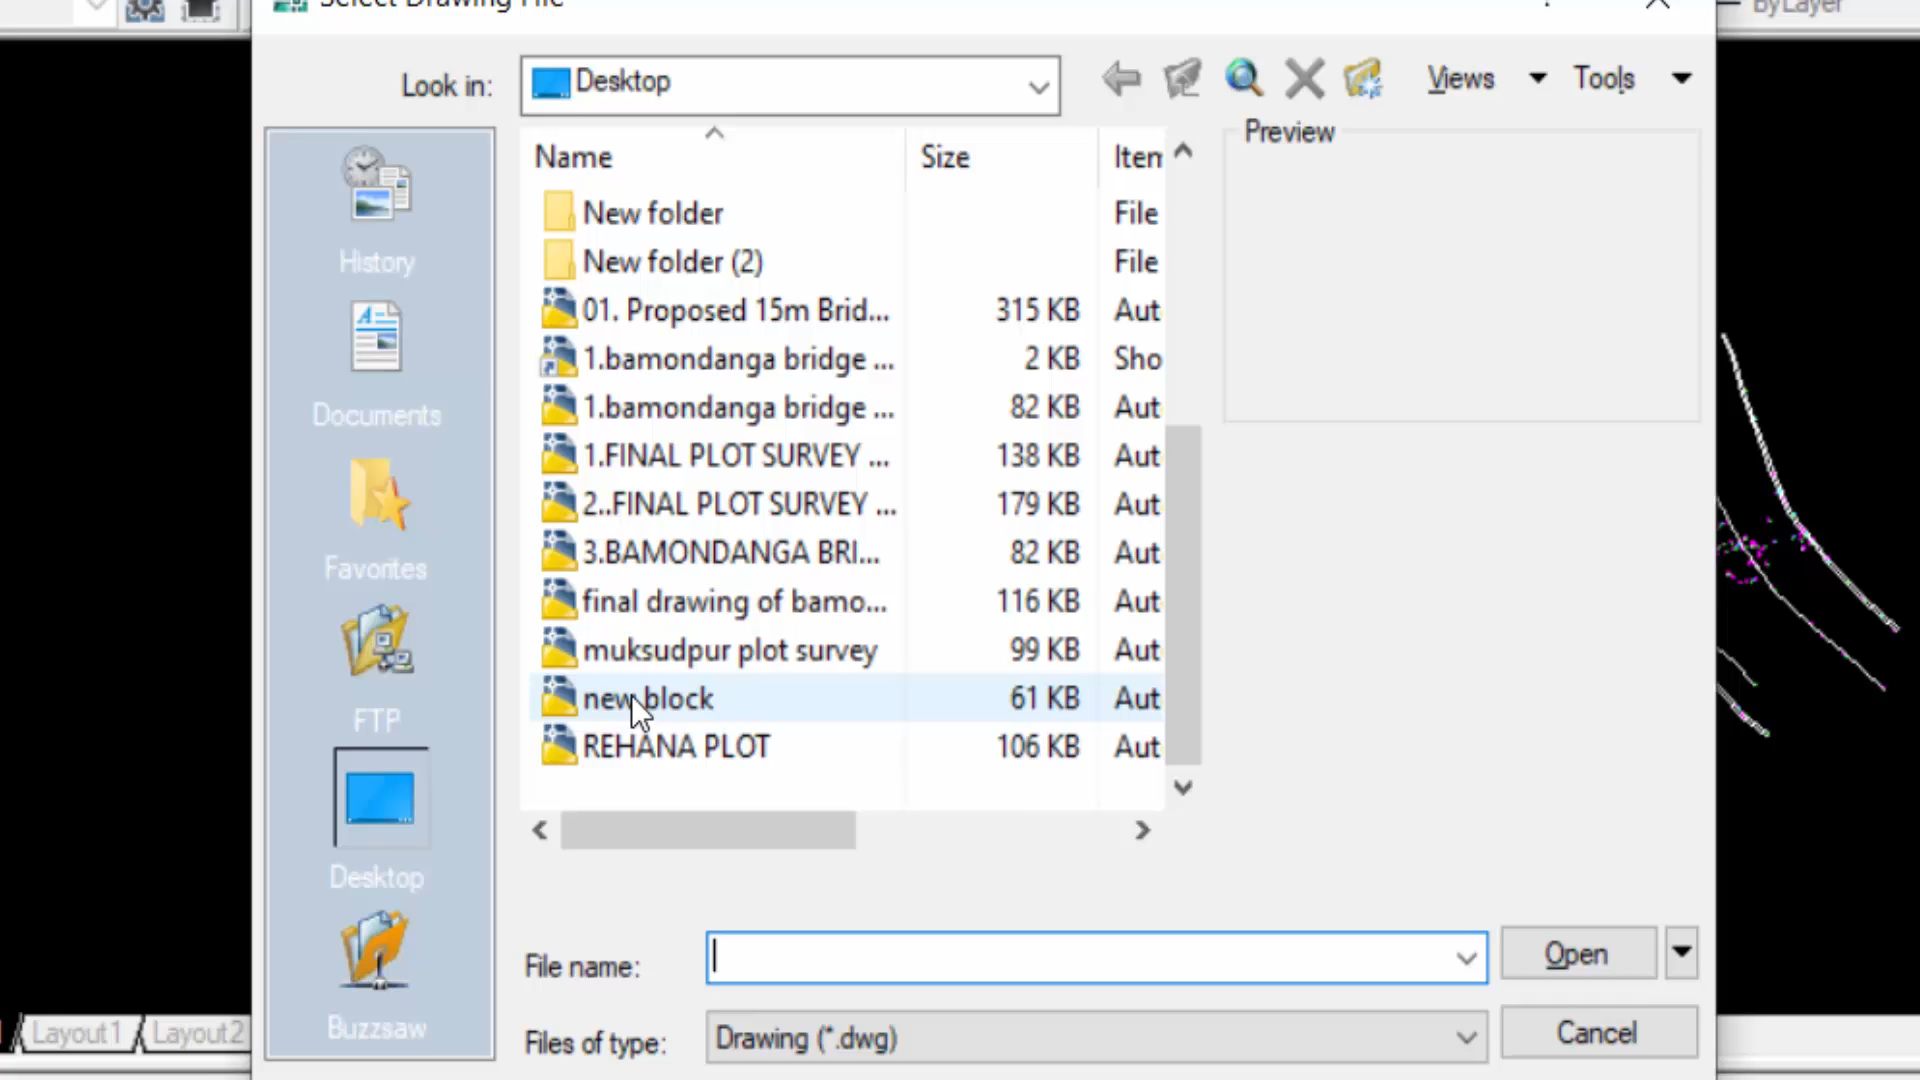 Select Drawing File
ByLayer
Look in:
Desktop
Views
Tools
Name
Size
Item
Preview
New folder
File
New folder (2)
File
01. Proposed 15m Brid...
315 KB
Aut
1.bamondanga bridge ...
2 KB
Sho
1.bamondanga bridge ...
82 KB
Aut
1.FINAL PLOT SURVEY ...
138 KB
Aut
2..FINAL PLOT SURVEY ...
179 KB
Aut
3.BAMONDANGA BRI...
82 KB
Aut
final drawing of bamo...
116 KB
Aut
muksudpur plot survey
99 KB
Aut
new block
61 KB
Aut
REHANA PLOT
106 KB
Aut
History
Documents
Favorites
FTP
Desktop
Buzzsaw
File name:
Open
Files of type:
Drawing (*.dwg)
Cancel
Layout1
Layout2